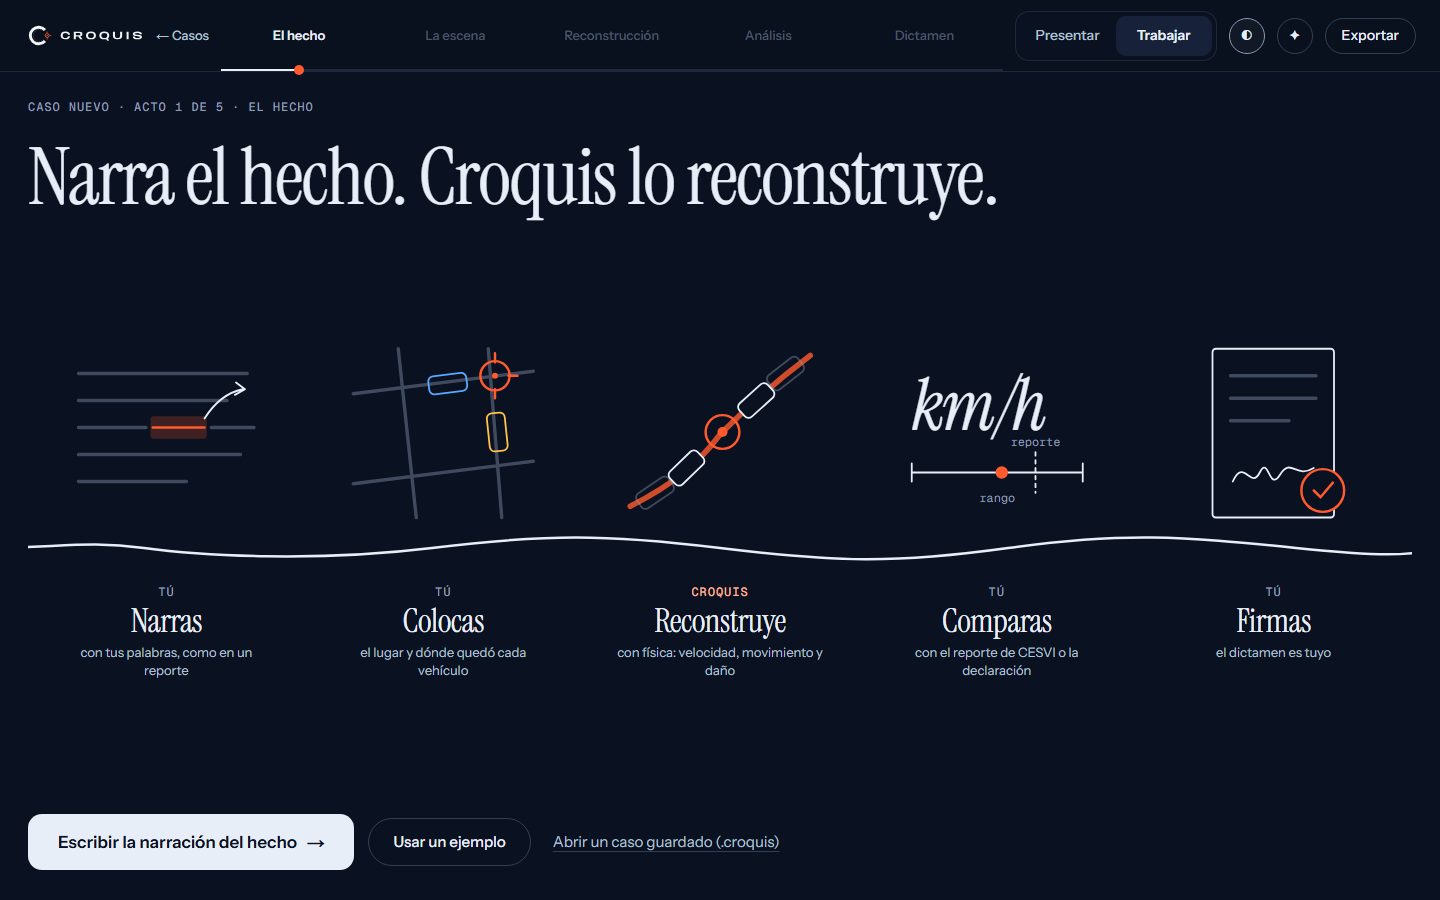 CROQUIS ← Casos El hecho La escena Reconstrucción Análisis Dictamen Presentar Trabajar Exportar
CASO NUEVO · ACTO 1 DE 5 · EL HECHO
Narra el hecho. Croquis lo reconstruye.
km/h
reporte
rango
TÚ
Narras
con tus palabras, como en un
reporte
TÚ
Colocas
el lugar y dónde quedó cada
vehículo
CROQUIS
Reconstruye
con física: velocidad, movimiento y
daño
TÚ
Comparas
con el reporte de CESVI o la
declaración
TÚ
Firmas
el dictamen es tuyo
Escribir la narración del hecho → Usar un ejemplo Abrir un caso guardado (.croquis)